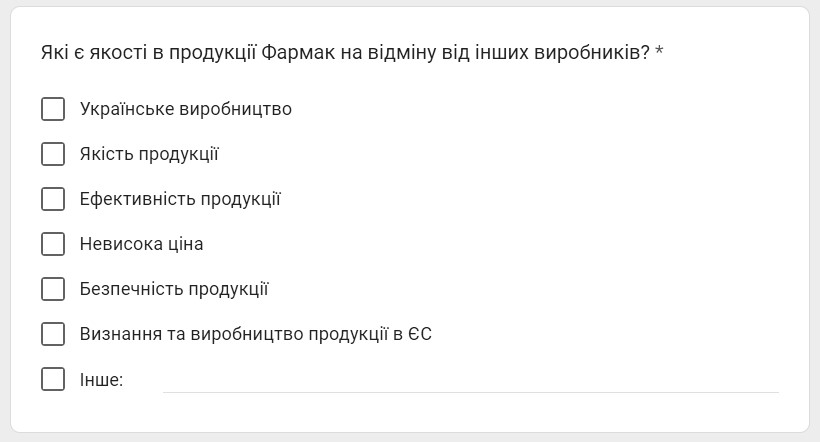 Які є якості в продукції Фармак на відміну від інших виробників? *
Українське виробництво
Якість продукції
Ефективність продукції
Невисока ціна
Безпечність продукції
Визнання та виробництво продукції в ЄС
Інше: